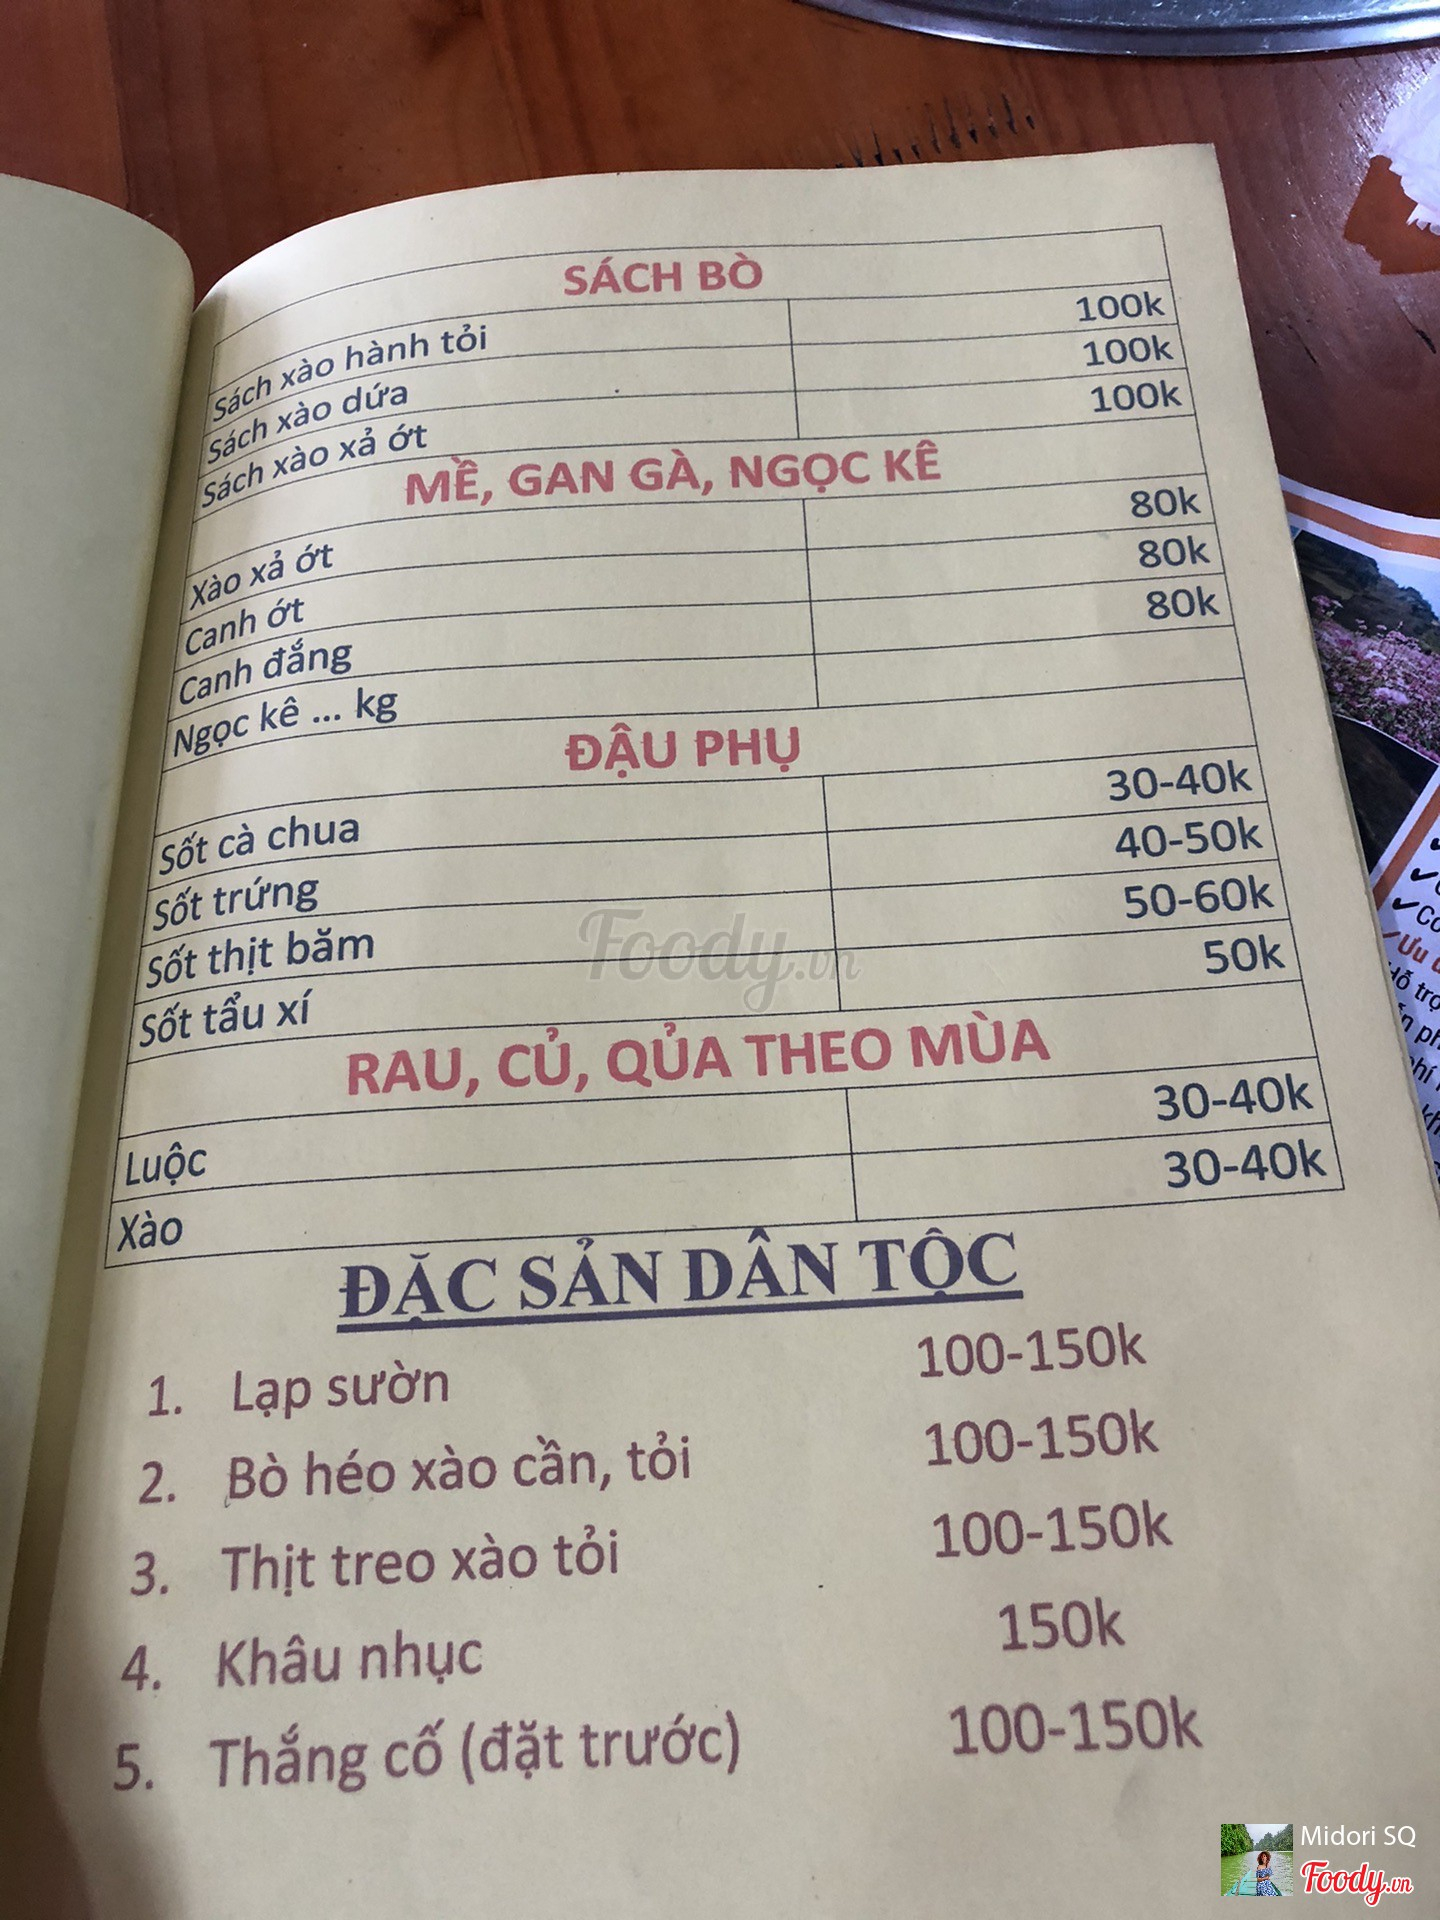 SÁCH BÒ
Sách xào hành tỏi 100k
Sách xào dứa 100k
Sách xào xả ớt 100k
MỀ, GAN GÀ, NGỌC KÊ
Xào xả ớt 80k
Canh ớt 80k
Canh đắng 80k
Ngọc kê ... kg
ĐẬU PHỤ
Sốt cà chua 30-40k
Sốt trứng 40-50k
Sốt thịt băm 50-60k
Sốt tẩu xí 50k
RAU, CỦ, QỦA THEO MÙA
Luộc 30-40k
Xào 30-40k
ĐẶC SẢN DÂN TỘC
1. Lạp sườn 100-150k
2. Bò héo xào cần, tỏi 100-150k
3. Thịt treo xào tỏi 100-150k
4. Khâu nhục 150k
5. Thắng cố (đặt trước) 100-150k
Foody.vn
Midori SQ
Foody.vn